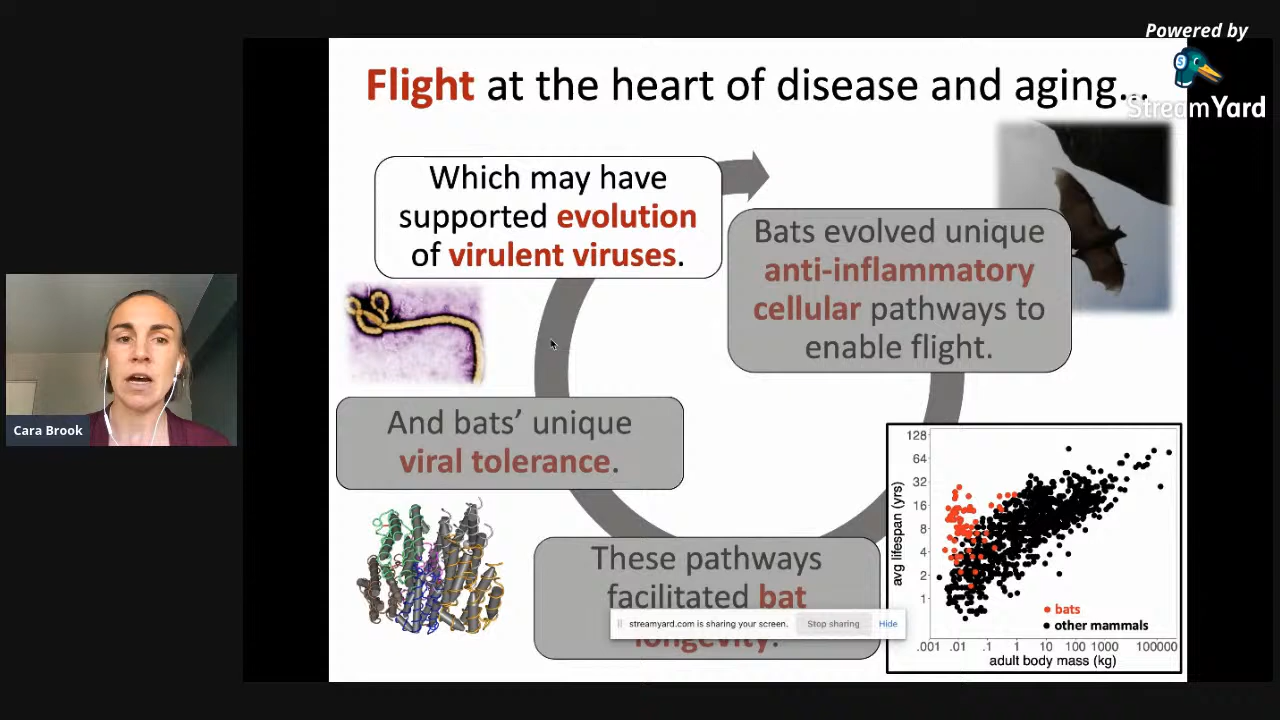 Powered by
StreamYard
Flight at the heart of disease and aging...
Which may have
supported evolution
of virulent viruses.
Bats evolved unique
anti-inflammatory
cellular pathways to
enable flight.
And bats' unique
viral tolerance.
These pathways
facilitated bat
longevity.
streamyard.com is sharing your screen.
Stop sharing
Hide
Cara Brook
avg lifespan (yrs)
128
64
32
16
8
4
2
1
bats
other mammals
.001 .01 .1 1 10 100 1000 100000
adult body mass (kg)